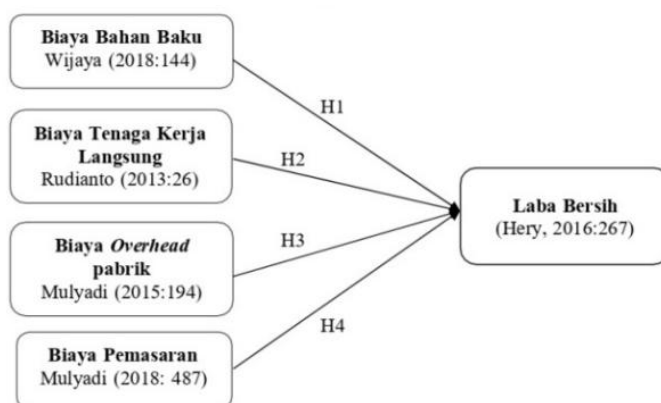 Biaya Bahan Baku
Wijaya (2018:144)
H1
Biaya Tenaga Kerja
Langsung
Rudianto (2013:26)
H2
Laba Bersih
(Hery, 2016:267)
Biaya Overhead
pabrik
Mulyadi (2015:194)
H3
H4
Biaya Pemasaran
Mulyadi (2018: 487)